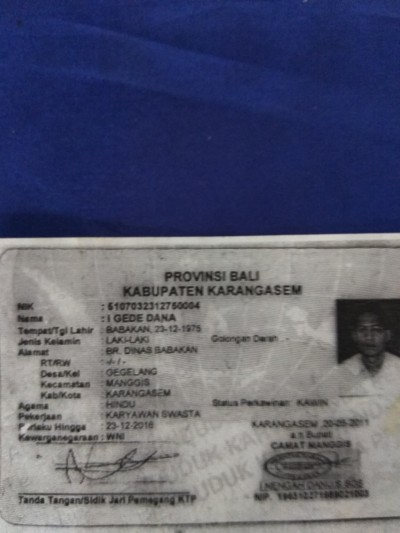 PROVINSI BALI
KABUPATEN KARANGASEM
NIK : 5107032312750004
Nama : I GEDE DANA
Tempat/Tgl Lahir : BABAKAN, 23-12-1975
Jenis Kelamin : LAKI-LAKI Golongan Darah : -
Alamat : BR. DINAS BABAKAN
RT/RW : -/-
Desa/Kel : GEGELANG
Kecamatan : MANGGIS
Kab/Kota : KARANGASEM
Agama : HINDU Status Perkawinan: KAWIN
Pekerjaan : KARYAWAN SWASTA
Berlaku Hingga : 23-12-2016 KARANGASEM, 20-05-2011
Kewarganegaraan : WNI a.n Bupati
CAMAT MANGGIS
Tanda Tangan/Sidik Jari Pemegang KTP NIP.